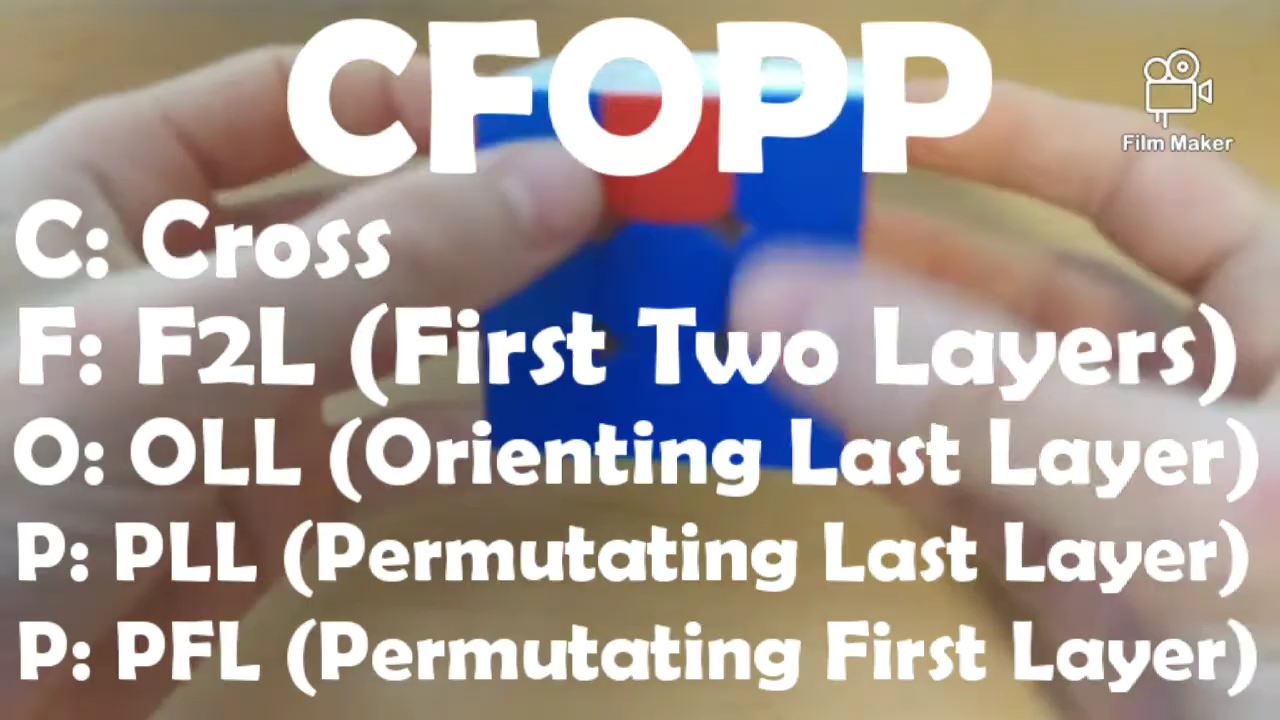 CFOPP
Film Maker
C: Cross
F: F2L (First Two Layers)
O: OLL (Orienting Last Layer)
P: PLL (Permutating Last Layer)
P: PFL (Permutating First Layer)